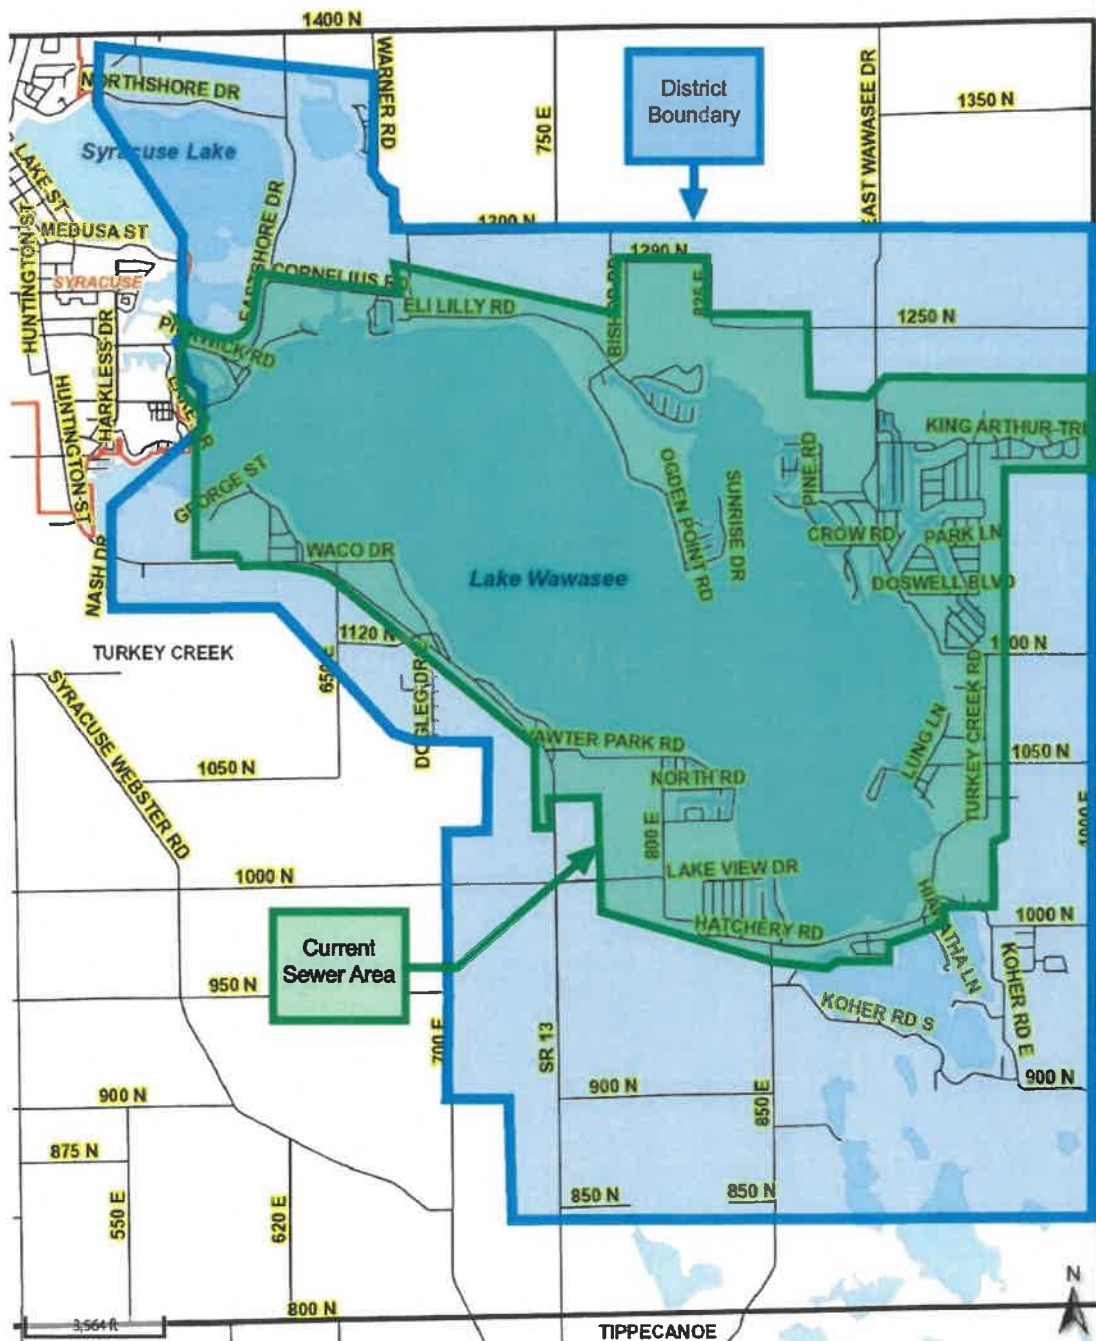 1400 N
NORTHSHORE DR
WARNER RD
750 E
District
Boundary
EAST WAWASEE DR
1350 N
Syracuse Lake
LAKE ST
HUNTINGTON ST
MEDUSA ST
SYRACUSE
EASTSHORE DR
1300 N
1290 N
CORNELIUS RD
ELI LILLY RD
BISHOP RD
825 E
1250 N
PICKWICK RD
HARKLESS DR
HUNTINGTON ST
KING ARTHUR TRL
GEORGE ST
OGDEN POINT RD
SUNRISE DR
PINE RD
CROW RD
PARK LN
NASH DR
WACO DR
Lake Wawasee
DOSWELL BLVD
1120 N
650 E
DOGLEG DR
1100 N
TURKEY CREEK
SYRACUSE WEBSTER RD
VAWTER PARK RD
NORTH RD
LUNG LN
TURKEY CREEK RD
1050 N
1050 N
1000 E
800 E
1000 N
LAKE VIEW DR
HATCHERY RD
HIAWATHA LN
1000 N
Current
Sewer Area
950 N
700 E
SR 13
KOHER RD S
KOHER RD E
900 N
900 N
900 N
850 E
875 N
550 E
620 E
850 N
850 N
N
800 N
3,564 ft
TIPPECANOE